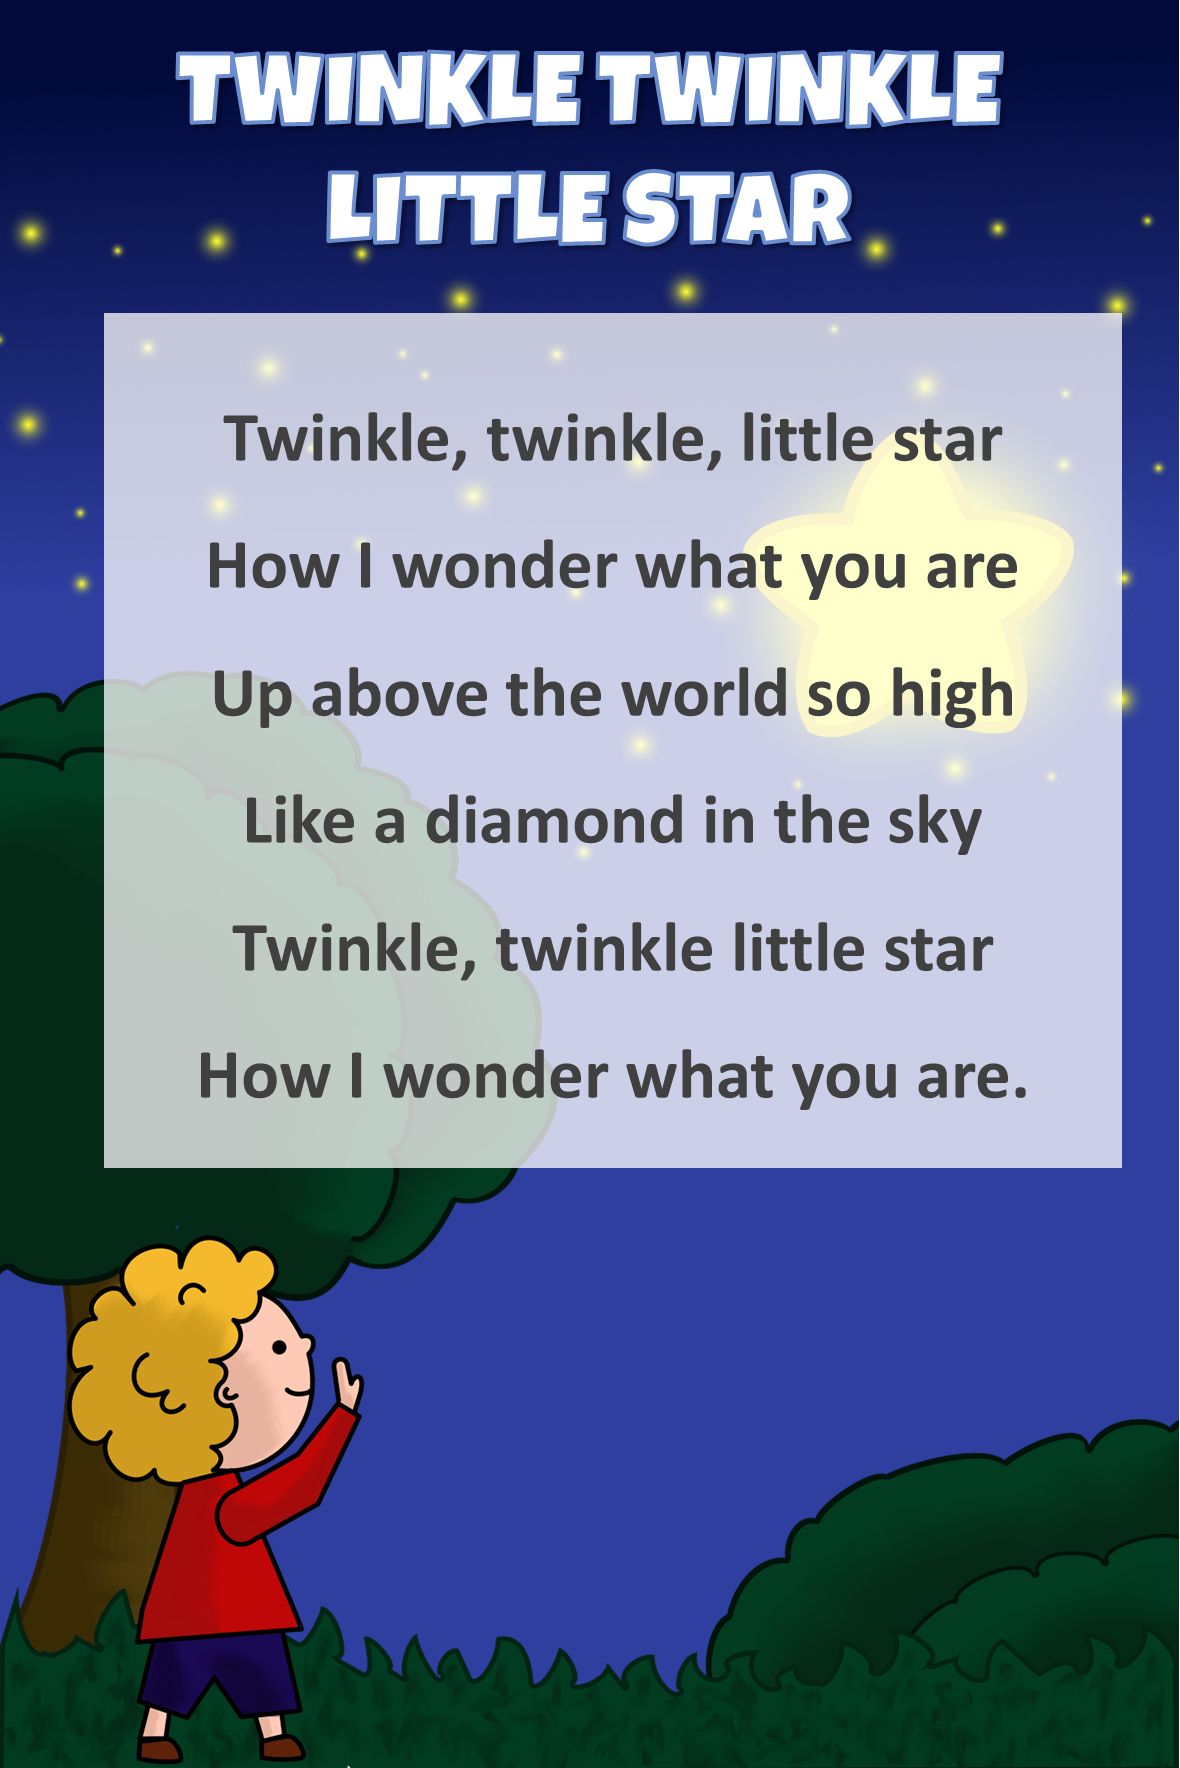 TWINKLE TWINKLE
LITTLE STAR
Twinkle, twinkle, little star
How I wonder what you are
Up above the world so high
Like a diamond in the sky
Twinkle, twinkle little star
How I wonder what you are.